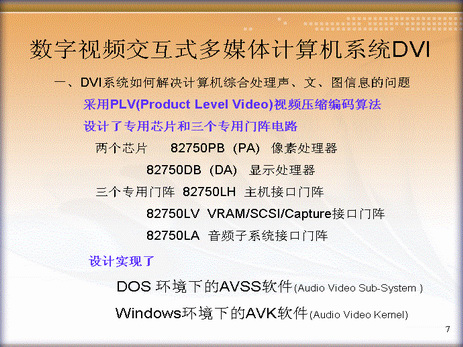 数字视频交互式多媒体计算机系统DVI
一、DVI系统如何解决计算机综合处理声、文、图信息的问题
采用PLV(Product Level Video)视频压缩编码算法
设计了专用芯片和三个专用门阵电路
两个芯片 82750PB (PA) 像素处理器
82750DB (DA) 显示处理器
三个专用门阵 82750LH 主机接口门阵
82750LV VRAM/SCSI/Capture接口门阵
82750LA 音频子系统接口门阵
设计实现了
DOS 环境下的AVSS软件(Audio Video Sub-System )
Windows环境下的AVK软件(Audio Video Kernel)
7